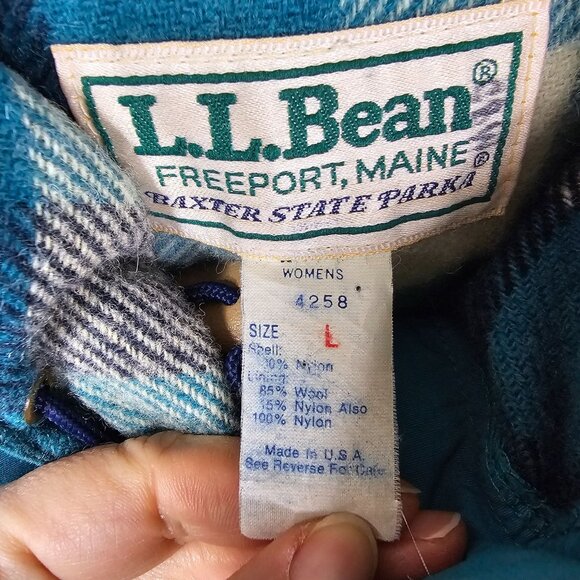 L.L.Bean®
FREEPORT, MAINE
BAXTER STATE PARKA®
WOMENS
4258
SIZE L
Shell:
Nylon
85% Wool
15% Nylon Also
100% Nylon
Made in U.S.A.
See Reverse For Care